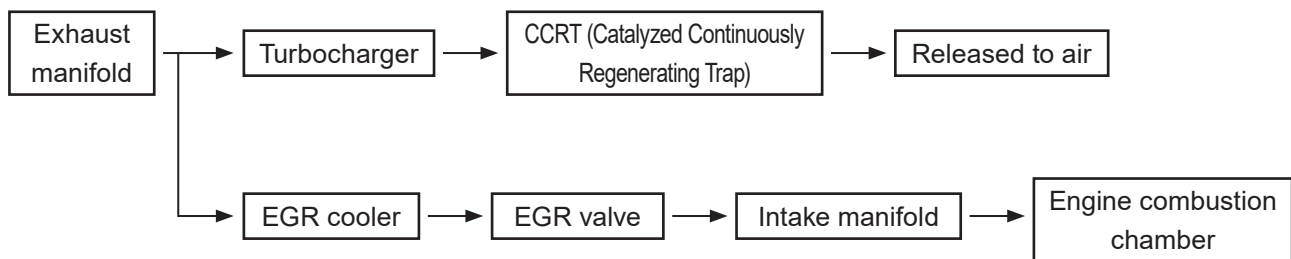 Exhaust
manifold
Turbocharger
CCRT (Catalyzed Continuously
Regenerating Trap)
Released to air
EGR cooler
EGR valve
Intake manifold
Engine combustion
chamber